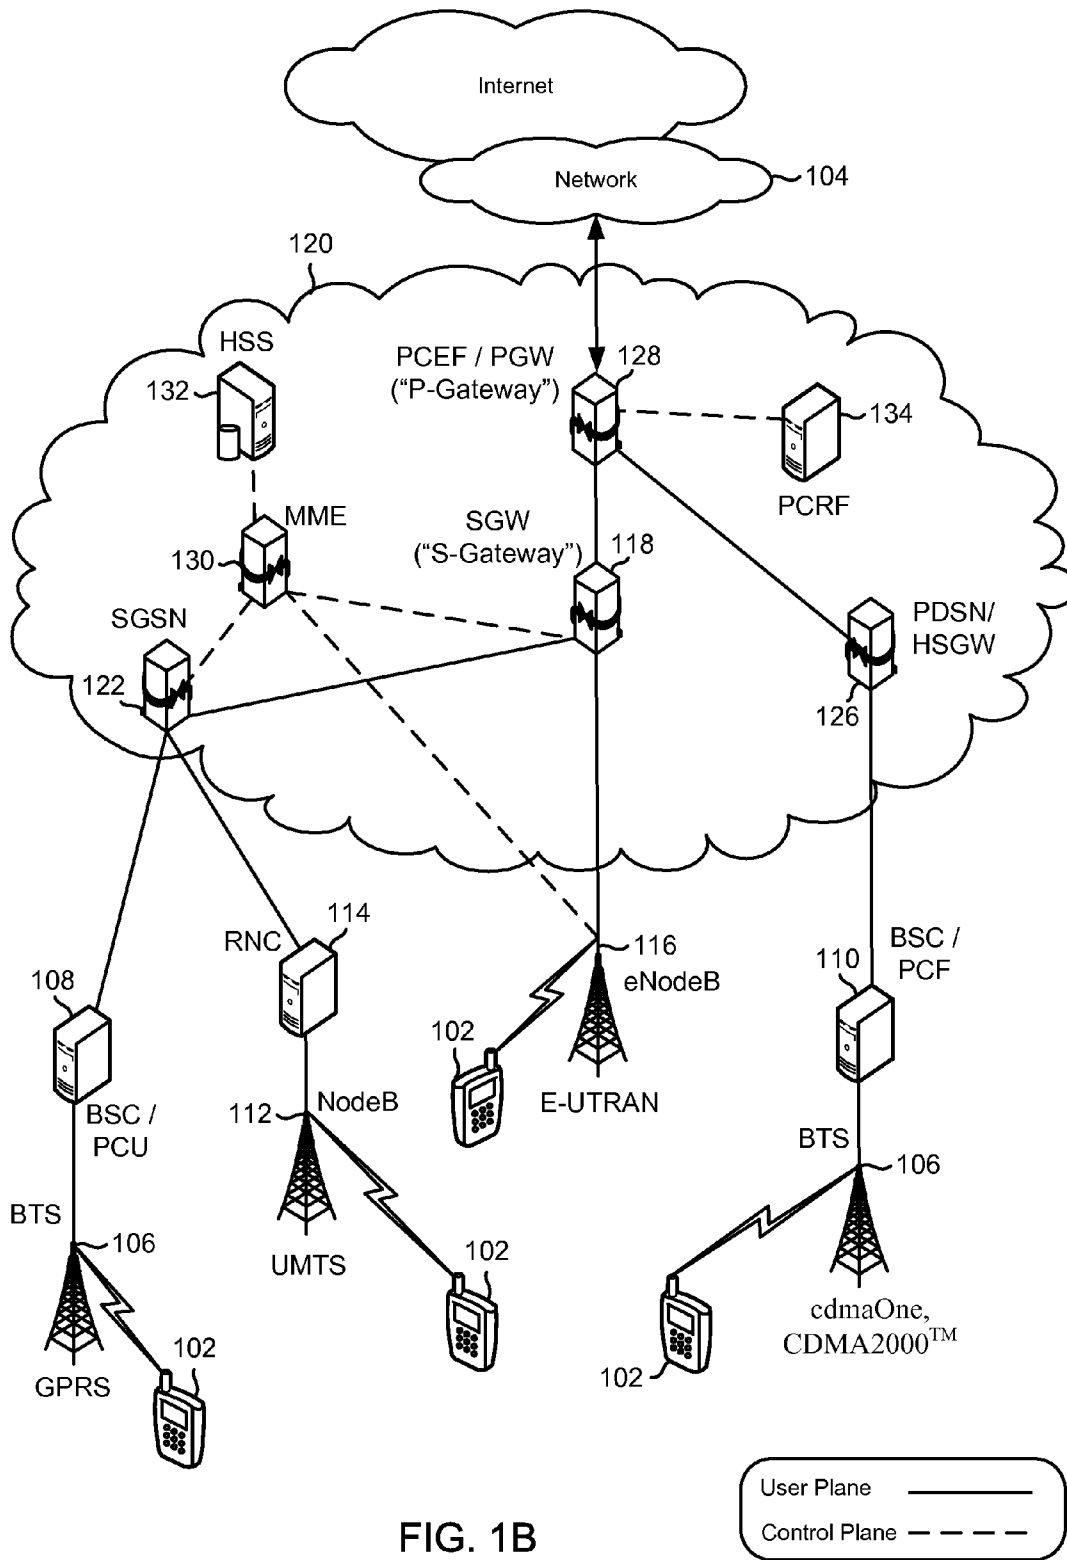 Internet
Network
104
120
HSS
132
PCEF / PGW
("P-Gateway")
128
134
PCRF
MME
130
SGW
("S-Gateway")
118
SGSN
122
PDSN/
HSGW
126
RNC
114
116
eNodeB
BSC /
PCF
110
108
102
E-UTRAN
BSC /
PCU
112
NodeB
BTS
106
BTS
106
UMTS
102
cdmaOne,
CDMA2000™
102
GPRS
102
User Plane
Control Plane
FIG. 1B